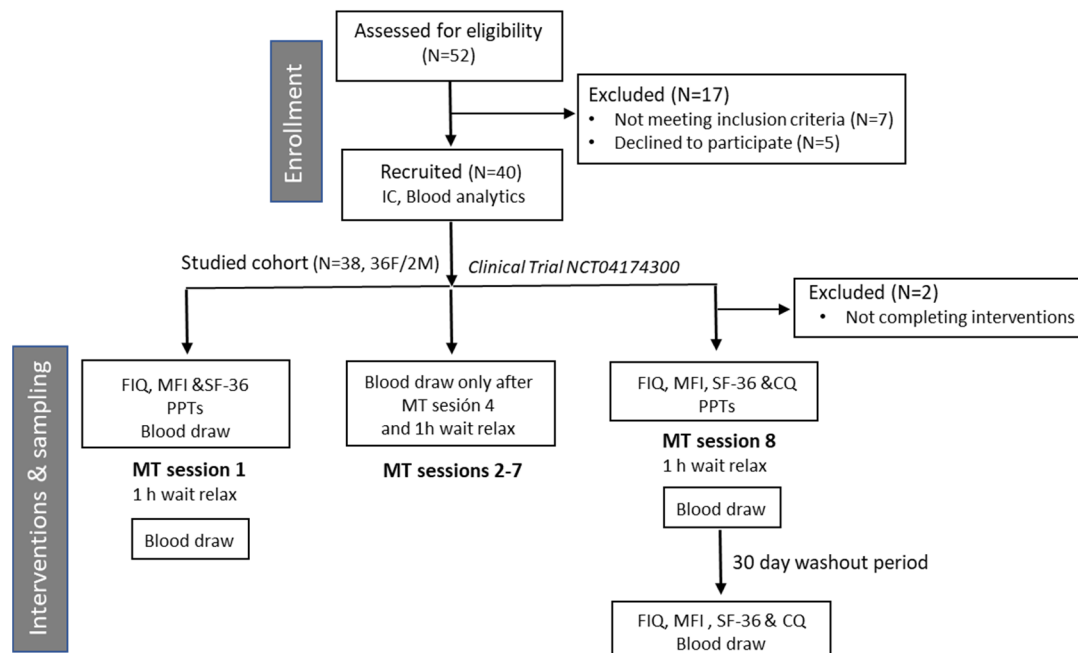 Assessed for eligibility
(N=52)
Enrollment
Excluded (N=17)
• Not meeting inclusion criteria (N=7)
• Declined to participate (N=5)
Recruited (N=40)
IC, Blood analytics
Studied cohort (N=38, 36F/2M)
Clinical Trial NCT04174300
Excluded (N=2)
• Not completing interventions
Interventions & sampling
FIQ, MFI &SF-36
PPTs
Blood draw
MT session 1
1 h wait relax
Blood draw
Blood draw only after
MT sesión 4
and 1h wait relax
MT sessions 2-7
FIQ, MFI, SF-36 &CQ
PPTs
MT session 8
1 h wait relax
Blood draw
30 day washout period
FIQ, MFI , SF-36 & CQ
Blood draw